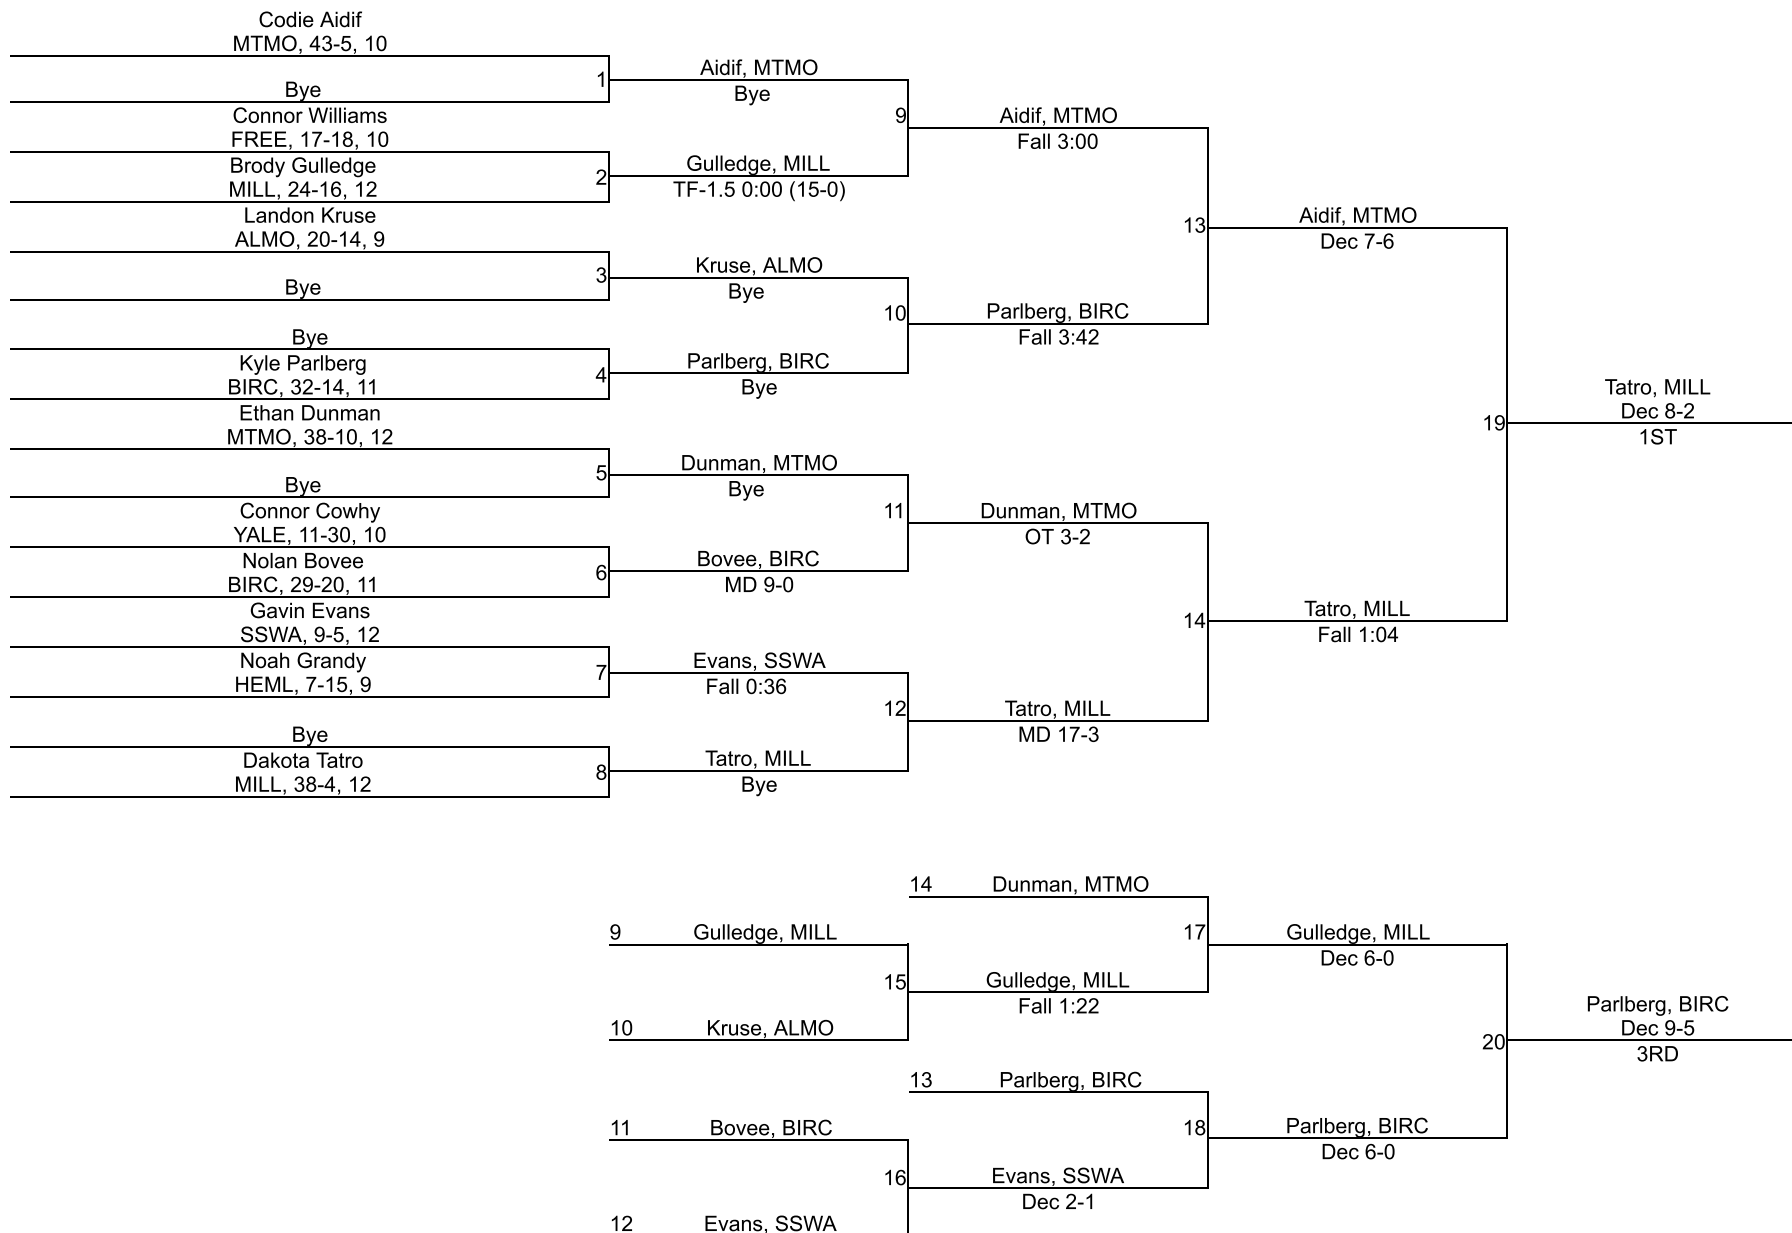 Codie Aidif
MTMO, 43-5, 10
Bye
1
Aidif, MTMO
Bye
Connor Williams
FREE, 17-18, 10
Brody Gulledge
MILL, 24-16, 12
2
Gulledge, MILL
TF-1.5 0:00 (15-0)
9
Aidif, MTMO
Fall 3:00
Landon Kruse
ALMO, 20-14, 9
Bye
3
Kruse, ALMO
Bye
Bye
Kyle Parlberg
BIRC, 32-14, 11
4
Parlberg, BIRC
Bye
10
Parlberg, BIRC
Fall 3:42
13
Aidif, MTMO
Dec 7-6
Ethan Dunman
MTMO, 38-10, 12
Bye
5
Dunman, MTMO
Bye
Connor Cowhy
YALE, 11-30, 10
Nolan Bovee
BIRC, 29-20, 11
6
Bovee, BIRC
MD 9-0
11
Dunman, MTMO
OT 3-2
Gavin Evans
SSWA, 9-5, 12
Noah Grandy
HEML, 7-15, 9
7
Evans, SSWA
Fall 0:36
Bye
Dakota Tatro
MILL, 38-4, 12
8
Tatro, MILL
Bye
12
Tatro, MILL
MD 17-3
14
Tatro, MILL
Fall 1:04
19
Tatro, MILL
Dec 8-2
1ST
14
Dunman, MTMO
9
Gulledge, MILL
10
Kruse, ALMO
15
Gulledge, MILL
Fall 1:22
17
Gulledge, MILL
Dec 6-0
13
Parlberg, BIRC
11
Bovee, BIRC
12
Evans, SSWA
16
Evans, SSWA
Dec 2-1
18
Parlberg, BIRC
Dec 6-0
20
Parlberg, BIRC
Dec 9-5
3RD